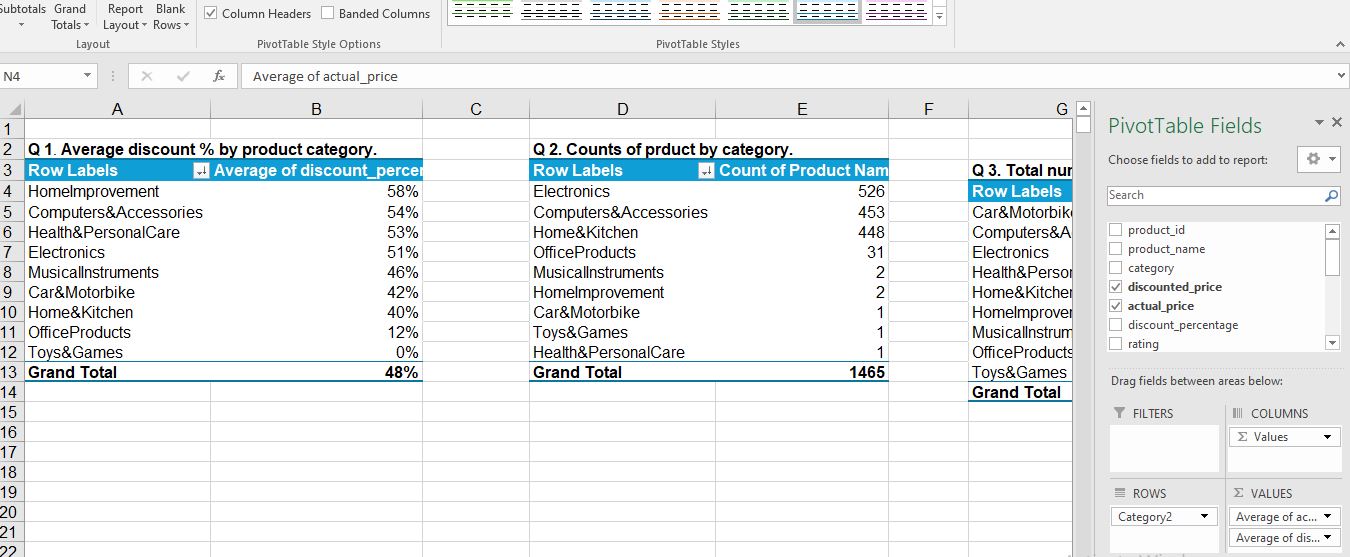 Subtotals Grand Report Blank
Totals Layout Rows
Column Headers Banded Columns
Layout PivotTable Style Options PivotTable Styles
N4 fx Average of actual_price
A B C D E F G
PivotTable Fields
Choose fields to add to report:
Search
1
2 Q 1. Average discount % by product category. Q 2. Counts of prduct by category.
3 Row Labels Average of discount_percer Row Labels Count of Product Nam Q 3. Total nur
4 HomeImprovement 58% Electronics 526 Row Labels
5 Computers&Accessories 54% Computers&Accessories 453 Car&Motorbik
6 Health&PersonalCare 53% Home&Kitchen 448 Computers&A
7 Electronics 51% OfficeProducts 31 Electronics
8 MusicalInstruments 46% MusicalInstruments 2 Health&Person
9 Car&Motorbike 42% HomeImprovement 2 Home&Kitchen
10 Home&Kitchen 40% Car&Motorbike 1 HomeImprover
11 OfficeProducts 12% Toys&Games 1 MusicalInstrum
12 Toys&Games 0% Health&PersonalCare 1 OfficeProducts
13 Grand Total 48% Grand Total 1465 Toys&Games
14 Grand Total
15
16
17
18
19
20
21
22
product_id
product_name
category
discounted_price
actual_price
discount_percentage
rating
Drag fields between areas below:
FILTERS COLUMNS
Σ Values
ROWS Σ VALUES
Category2 Average of ac...
Average of dis...